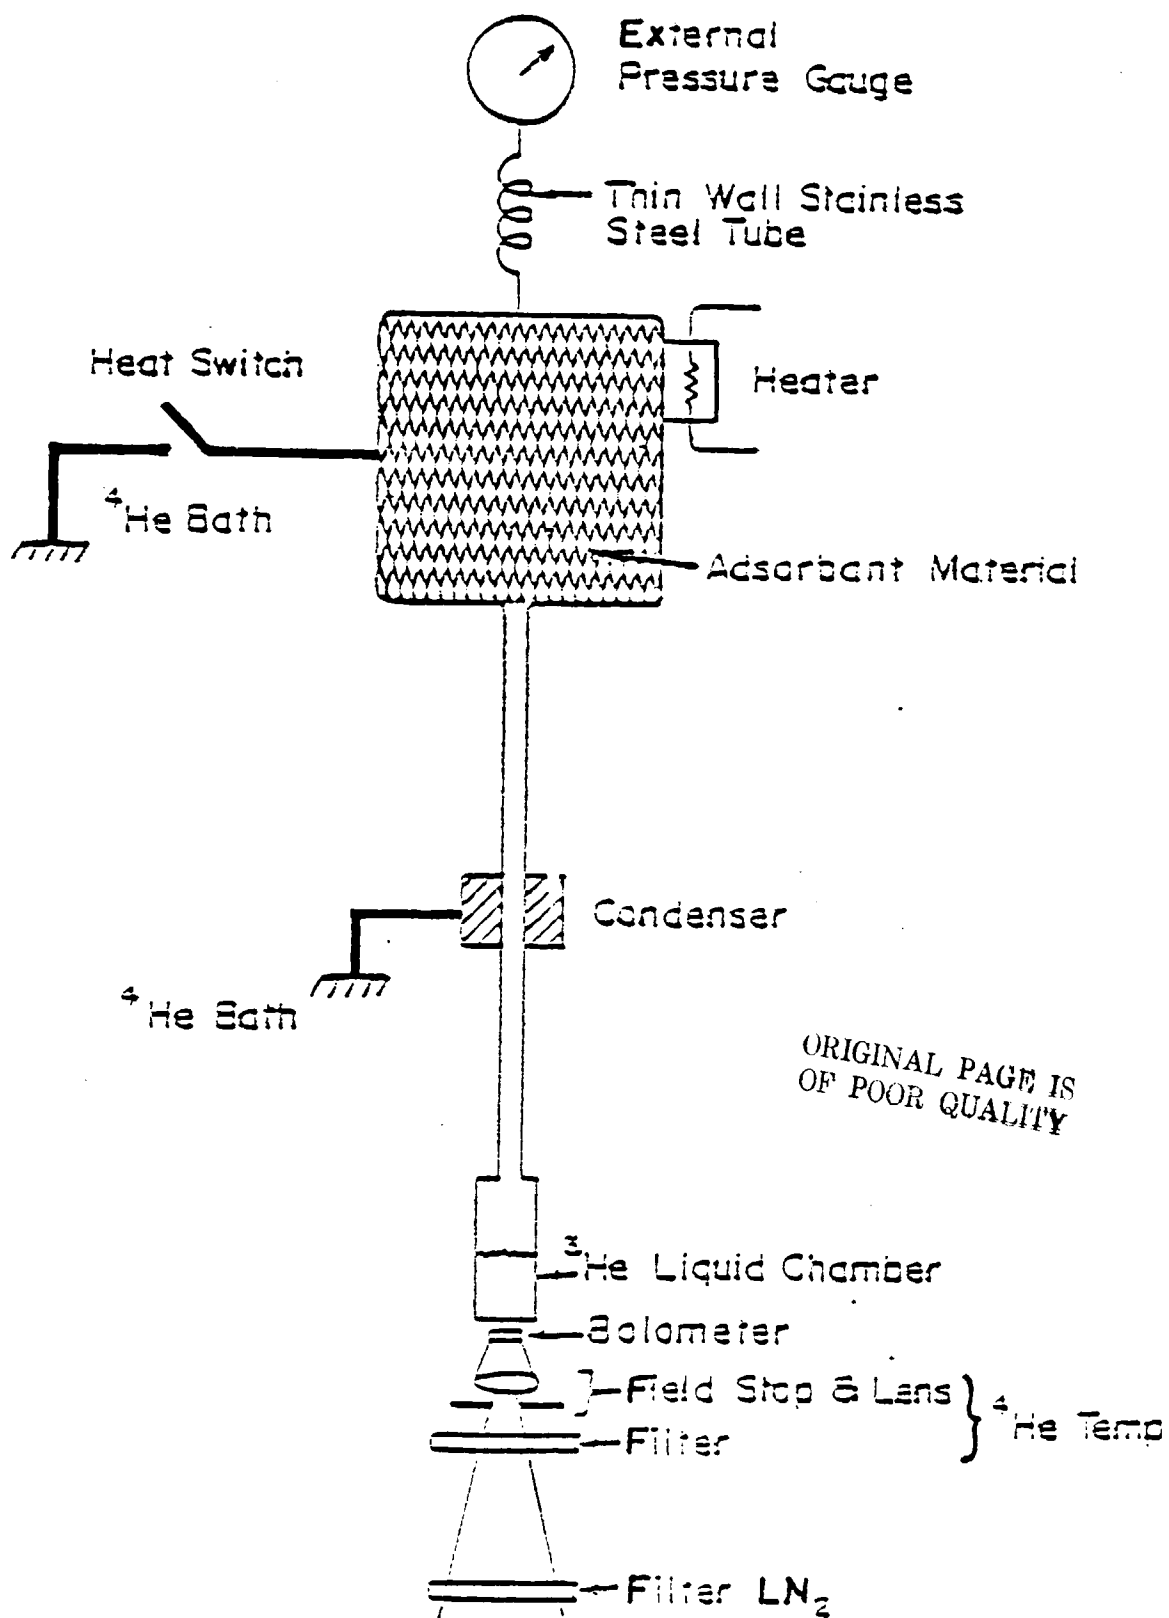 External
Pressure Gauge
Thin Wall Stainless
Steel Tube
Heat Switch
Heater
⁴He Bath
Adsorbant Material
Condenser
⁴He Bath
ORIGINAL PAGE IS
OF POOR QUALITY
³He Liquid Chamber
Bolometer
Field Stop & Lens
⁴He Temp
Filter
Filter LN₂